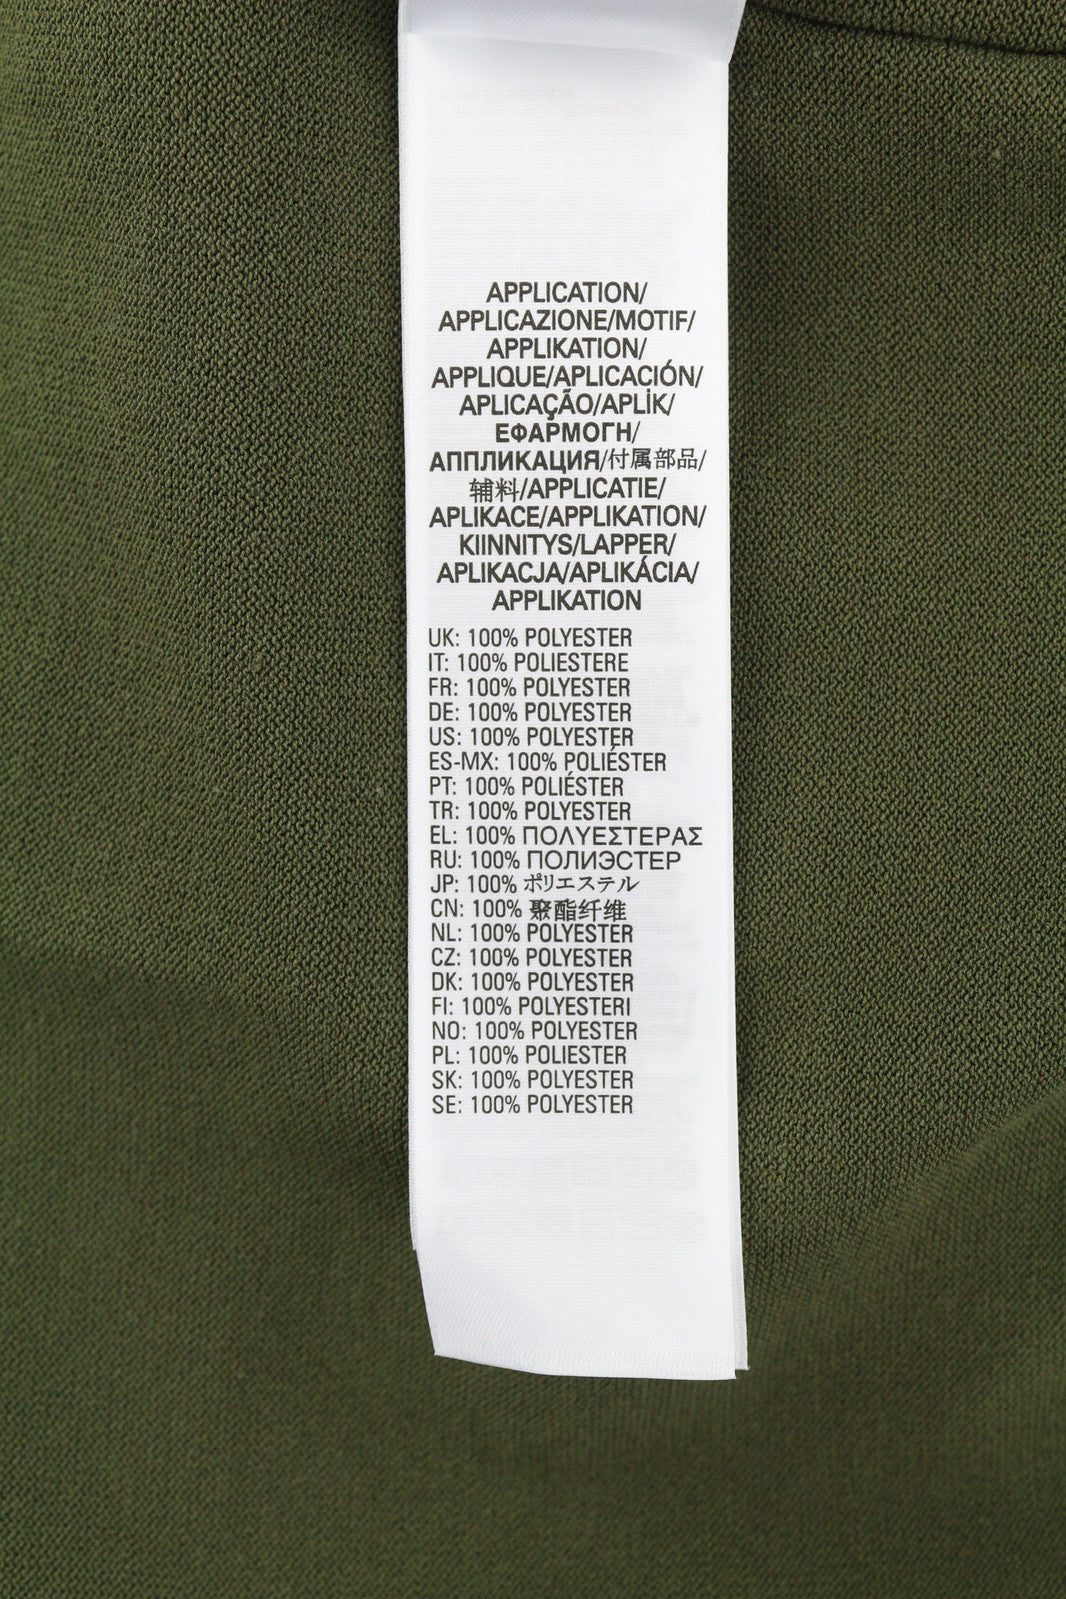 APPLICATION/
APPLICAZIONE/MOTIF/
APPLIKATION/
APPLIQUE/APLICACIÓN/
APLICAÇÃO/APLİK/
ΕΦΑΡΜΟΓΗ/
АППЛИКАЦИЯ/付属部品/
辅料/APPLICATIE/
APLIKACE/APPLIKATION/
KIINNITYS/LAPPER/
APLIKACJA/APLIKÁCIA/
APPLIKATION
UK: 100% POLYESTER
IT: 100% POLIESTERE
FR: 100% POLYESTER
DE: 100% POLYESTER
US: 100% POLYESTER
ES-MX: 100% POLIÉSTER
PT: 100% POLIÉSTER
TR: 100% POLYESTER
EL: 100% ΠΟΛΥΕΣΤΕΡΑΣ
RU: 100% ПОЛИЭСТЕР
JP: 100% ポリエステル
CN: 100% 聚酯纤维
NL: 100% POLYESTER
CZ: 100% POLYESTER
DK: 100% POLYESTER
FI: 100% POLYESTERI
NO: 100% POLYESTER
PL: 100% POLIESTER
SK: 100% POLYESTER
SE: 100% POLYESTER